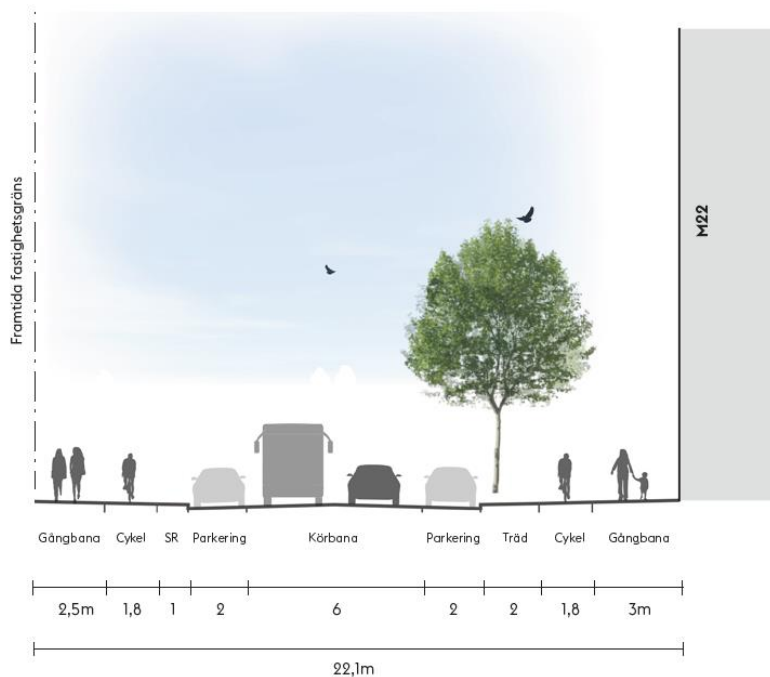 Framtida fastighetsgräns
M22
Gångbana Cykel SR Parkering Körbana Parkering Träd Cykel Gångbana
2,5m 1,8 1 2 6 2 2 1,8 3m
22,1m